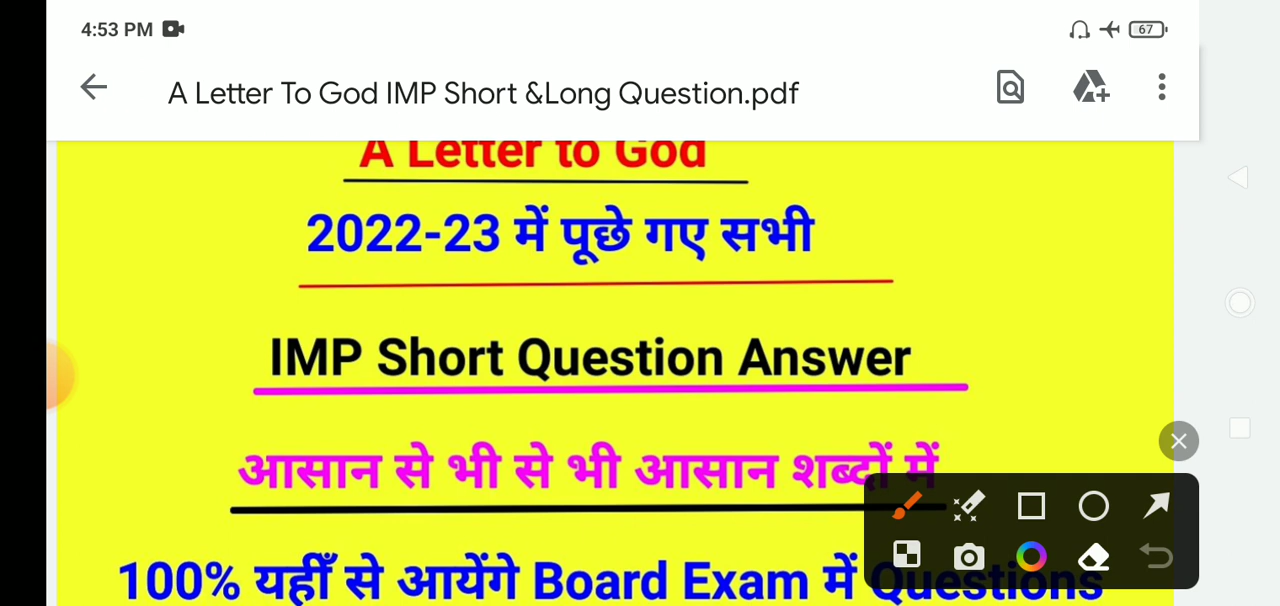 4:53 PM
67
A Letter To God IMP Short &Long Question.pdf
A Letter to God
2022-23 में पूछे गए सभी
IMP Short Question Answer
आसान से भी से भी आसान शब्दों में
100% यहीं से आयेंगे Board Exam में Questions